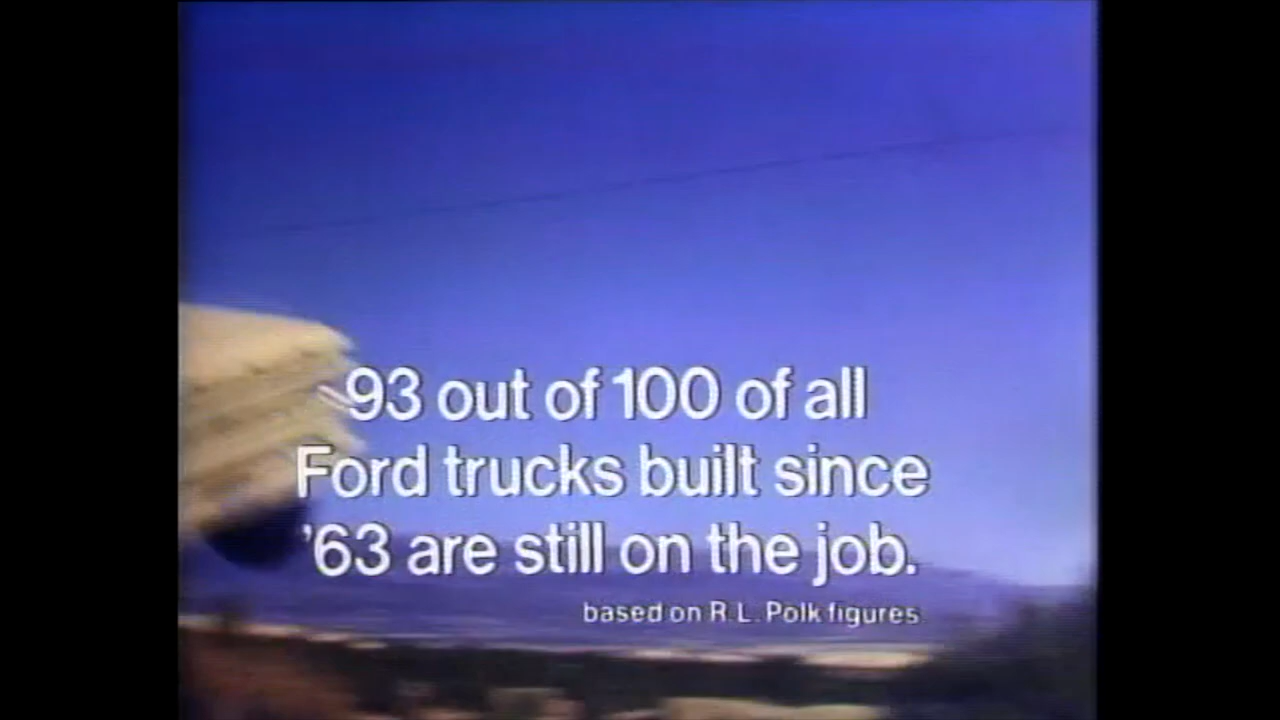 93 out of 100 of all
Ford trucks built since
'63 are still on the job.
based on R.L. Polk figures